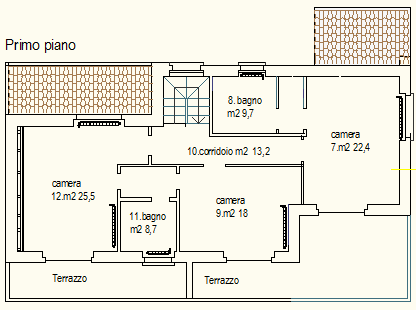 Primo piano
8. bagno
m2 9,7
camera
7.m2 22,4
10.corridoio m2 13,2
camera
12.m2 25,5
camera
9.m2 18
11.bagno
m2 8,7
Terrazzo
Terrazzo